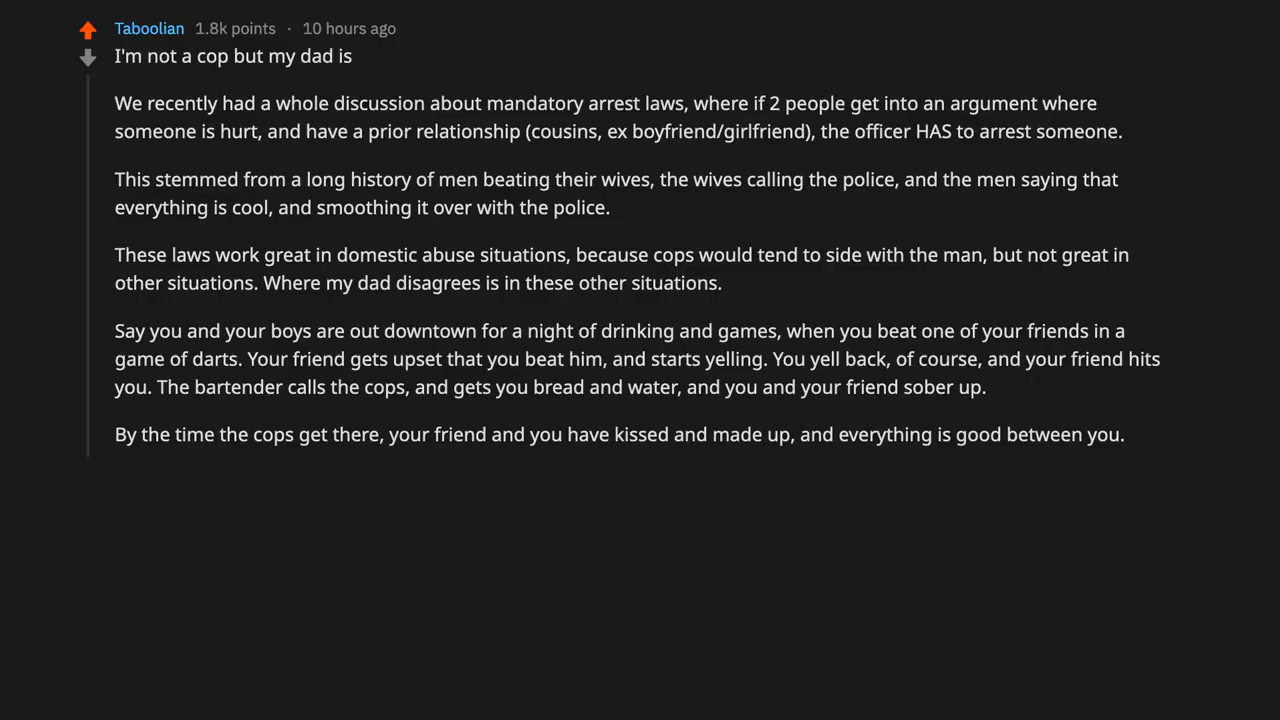 Taboolian 1.8k points · 10 hours ago
I'm not a cop but my dad is
We recently had a whole discussion about mandatory arrest laws, where if 2 people get into an argument where
someone is hurt, and have a prior relationship (cousins, ex boyfriend/girlfriend), the officer HAS to arrest someone.
This stemmed from a long history of men beating their wives, the wives calling the police, and the men saying that
everything is cool, and smoothing it over with the police.
These laws work great in domestic abuse situations, because cops would tend to side with the man, but not great in
other situations. Where my dad disagrees is in these other situations.
Say you and your boys are out downtown for a night of drinking and games, when you beat one of your friends in a
game of darts. Your friend gets upset that you beat him, and starts yelling. You yell back, of course, and your friend hits
you. The bartender calls the cops, and gets you bread and water, and you and your friend sober up.
By the time the cops get there, your friend and you have kissed and made up, and everything is good between you.